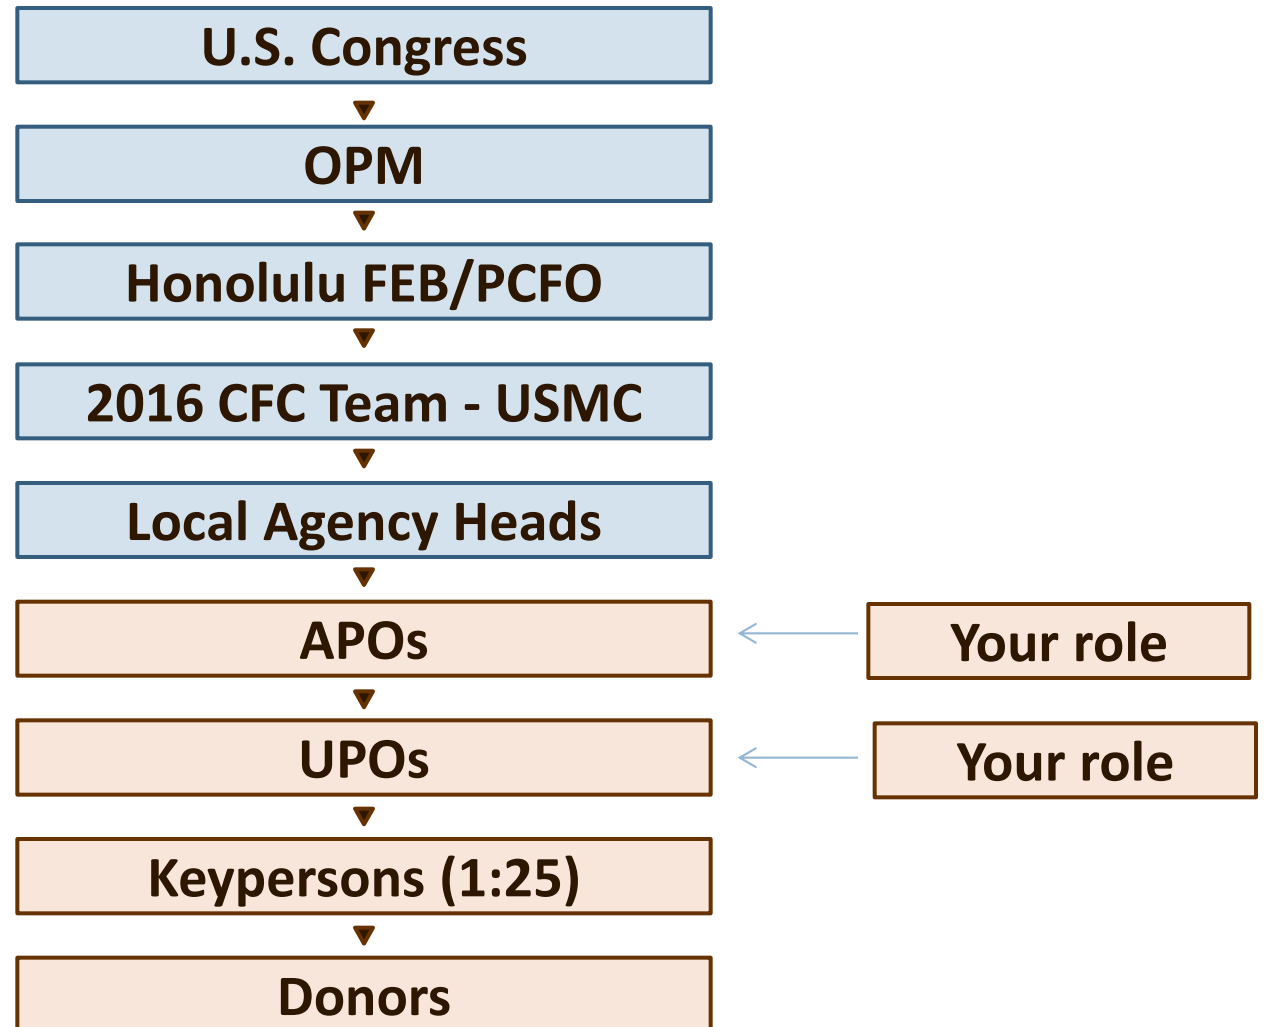 U.S. Congress
OPM
Honolulu FEB/PCFO
2016 CFC Team - USMC
Local Agency Heads
APOs
Your role
UPOs
Your role
Keypersons (1:25)
Donors